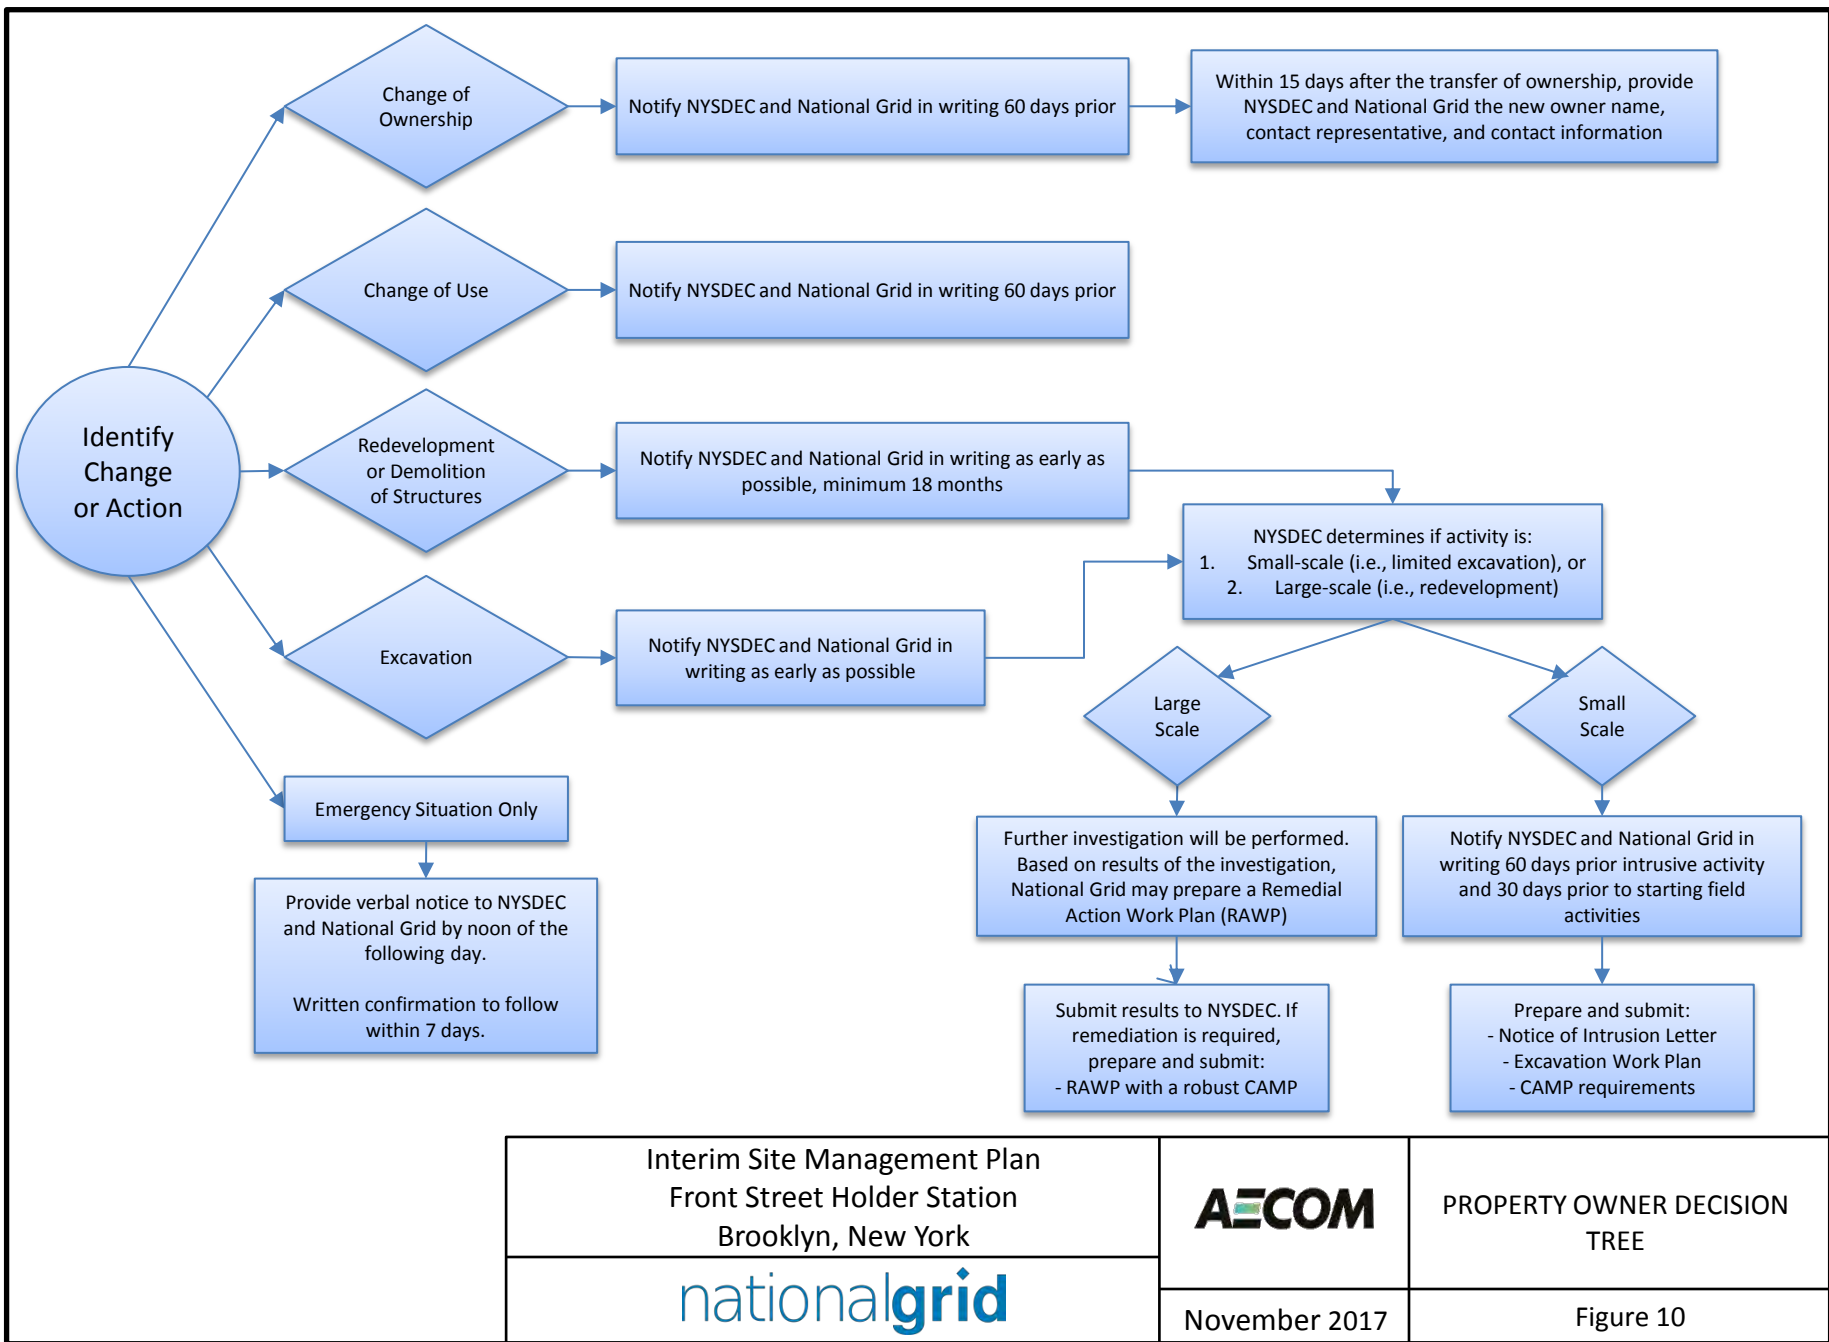 Change of
Ownership
Notify NYSDEC and National Grid in writing 60 days prior
Within 15 days after the transfer of ownership, provide
NYSDEC and National Grid the new owner name,
contact representative, and contact information
Change of Use
Notify NYSDEC and National Grid in writing 60 days prior
Identify
Change
or Action
Redevelopment
or Demolition
of Structures
Notify NYSDEC and National Grid in writing as early as
possible, minimum 18 months
NYSDEC determines if activity is:
1. Small-scale (i.e., limited excavation), or
2. Large-scale (i.e., redevelopment)
Excavation
Notify NYSDEC and National Grid in
writing as early as possible
Large
Scale
Small
Scale
Emergency Situation Only
Provide verbal notice to NYSDEC
and National Grid by noon of the
following day.
Written confirmation to follow
within 7 days.
Further investigation will be performed.
Based on results of the investigation,
National Grid may prepare a Remedial
Action Work Plan (RAWP)
Notify NYSDEC and National Grid in
writing 60 days prior intrusive activity
and 30 days prior to starting field
activities
Submit results to NYSDEC. If
remediation is required,
prepare and submit:
- RAWP with a robust CAMP
Prepare and submit:
- Notice of Intrusion Letter
- Excavation Work Plan
- CAMP requirements
Interim Site Management Plan
Front Street Holder Station
Brooklyn, New York
nationalgrid
AECOM
November 2017
PROPERTY OWNER DECISION
TREE
Figure 10